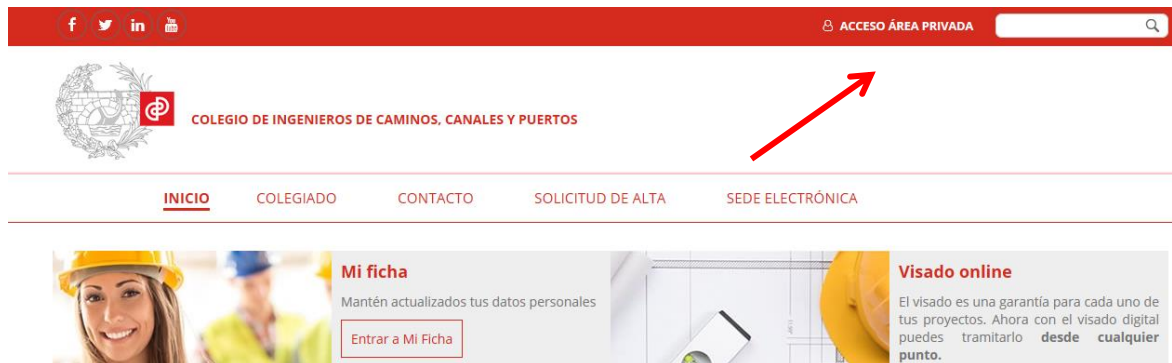 ACCESO ÁREA PRIVADA
COLEGIO DE INGENIEROS DE CAMINOS, CANALES Y PUERTOS
INICIO COLEGIADO CONTACTO SOLICITUD DE ALTA SEDE ELECTRÓNICA
Mi ficha
Mantén actualizados tus datos personales
Entrar a Mi Ficha
Visado online
El visado es una garantía para cada uno de
tus proyectos. Ahora con el visado digital
puedes tramitarlo desde cualquier
punto.